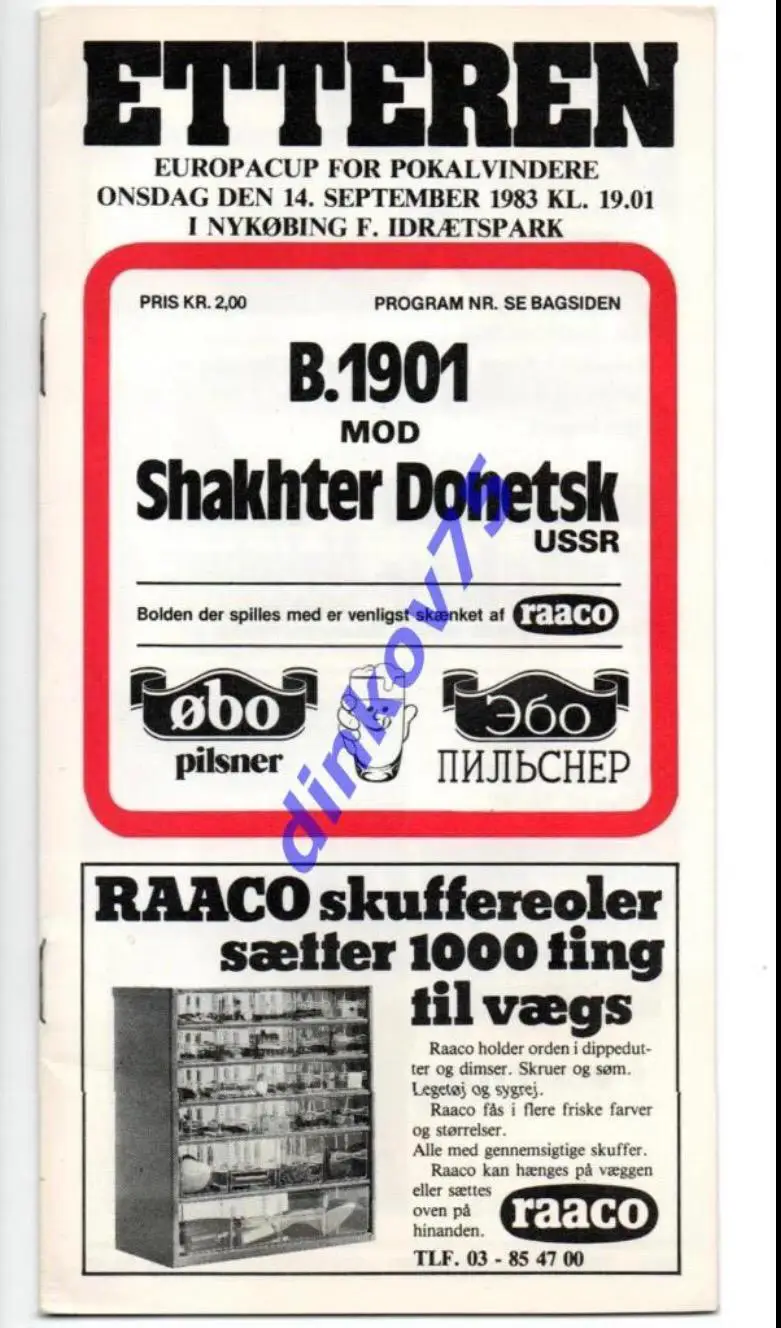 ETTEREN
EUROPACUP FOR POKALVINDERE
ONSDAG DEN 14. SEPTEMBER 1983 KL. 19.01
I NYKØBING F. IDRÆTSPARK
PRIS KR. 2,00 PROGRAM NR. SE BAGSIDEN
B.1901
MOD
Shakhter Donetsk
USSR
Bolden der spilles med er venligst skænket af raaco
øbo
pilsner
Эбо
ПИЛЬСНЕР
dinkov75
RAACO skuffereoler
sætter 1000 ting
til vægs
Raaco holder orden i dippedut-
ter og dimser. Skruer og søm.
Legetøj og sygrej.
Raaco fås i flere friske farver
og størrelser.
Alle med gennemsigtige skuffer.
Raaco kan hænges på væggen
eller sættes
oven på
hinanden.
raaco
TLF. 03 - 85 47 00